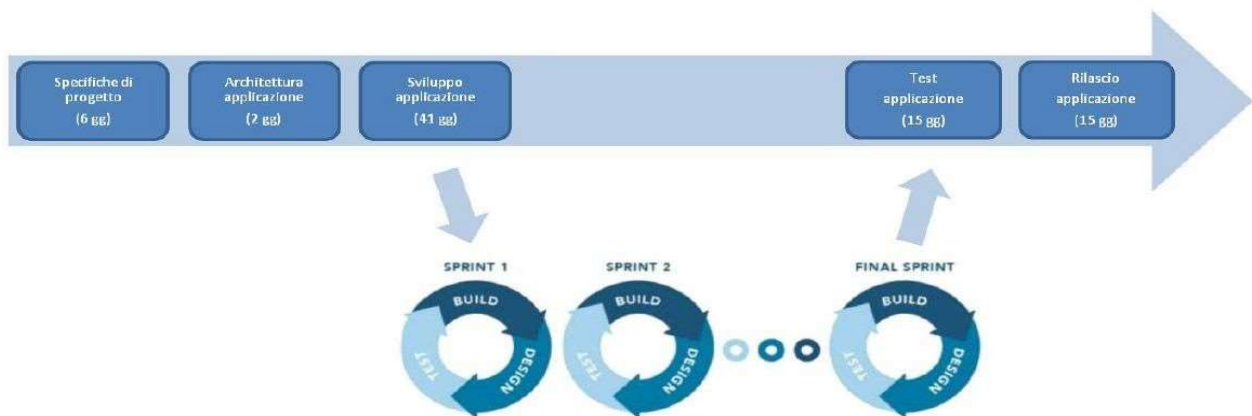 Specifiche di
progetto
(6 gg)
Architettura
applicazione
(2 gg)
Sviluppo
applicazione
(41 gg)
Test
applicazione
(15 gg)
Rilascio
applicazione
(15 gg)
SPRINT 1
BUILD
DESIGN
TEST
SPRINT 2
BUILD
DESIGN
TEST
FINAL SPRINT
BUILD
DESIGN
TEST